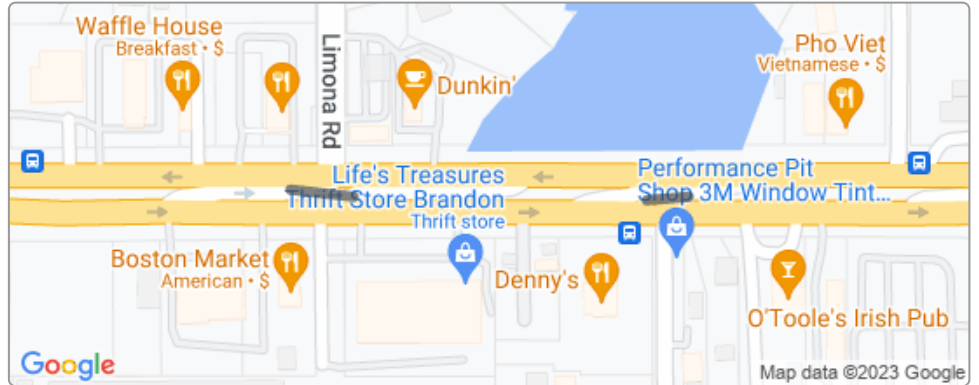 Waffle House
Breakfast • $
Limona Rd
Dunkin'
Pho Viet
Vietnamese • $
Life's Treasures
Thrift Store Brandon
Thrift store
Performance Pit
Shop 3M Window Tint...
Boston Market
American • $
Denny's
O'Toole's Irish Pub
Google
Map data ©2023 Google